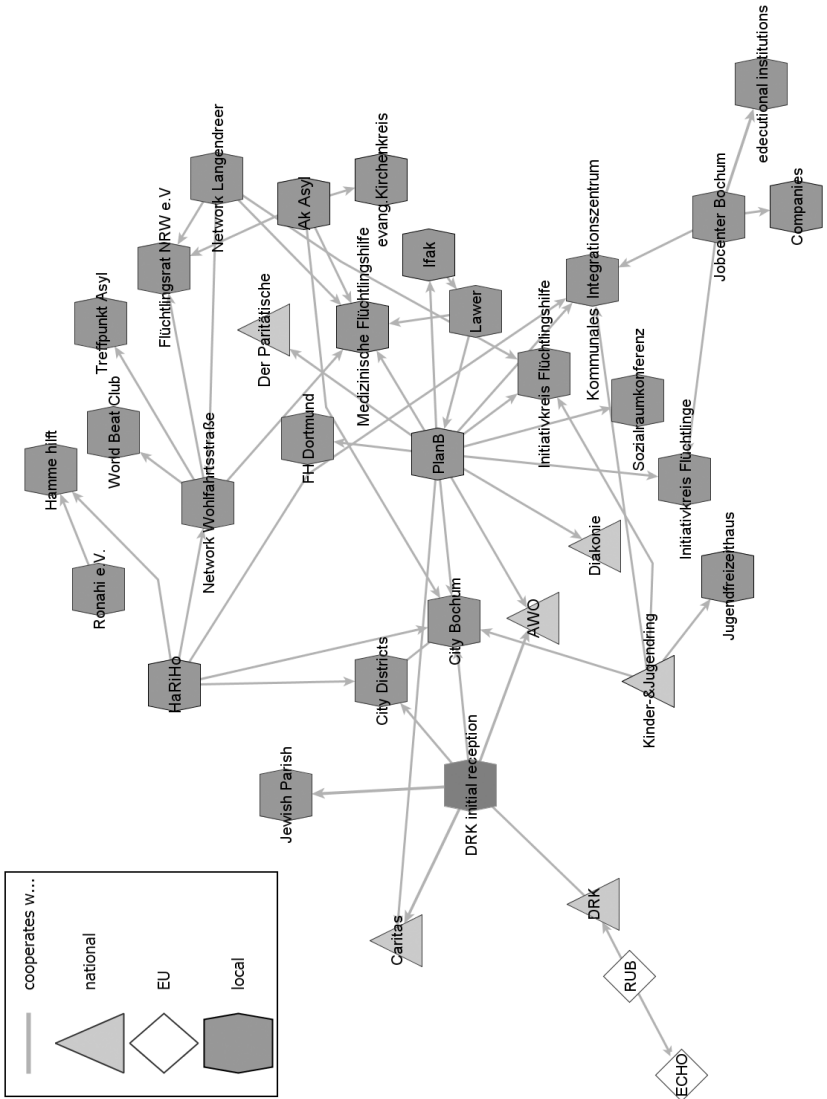 cooperates w...
national
EU
local
edecutional institutions
Companies
Jobcenter Bochum
Network Langendreer
Ak Asyl
evang.Kirchenkreis
Flüchtlingsrat NRW e.V
Treffpunkt Asyl
World Beat Club
Hamme hilft
Ronahi e.V.
Network Wohlfahrtsstraße
HaRiHo
Der Paritätische
Medizinische Flüchtlingshilfe
Ifak
Lawer
FH Dortmund
PlanB
Initiativkreis Flüchtlingshilfe
Kommunales Integrationszentrum
Sozialraumkonferenz
Initiativkreis Flüchtlinge
Diakonie
Jugendfreizeithaus
AWO
City Bochum
City Districts
Kinder-&Jugendring
Jewish Parish
DRK initial reception
Caritas
DRK
RUB
ECHO